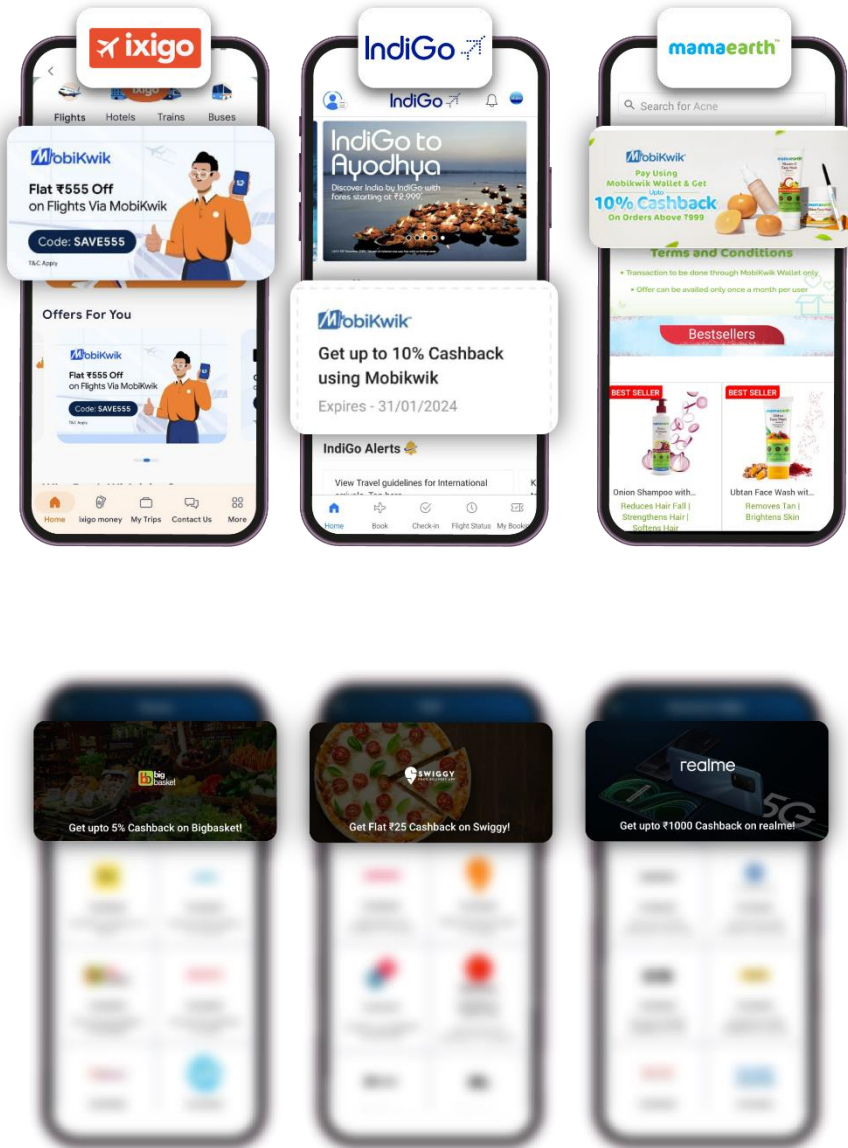 ixigo
ixigo
Flights Hotels Trains Buses
MobiKwik
Flat ₹555 Off
on Flights Via MobiKwik
Code: SAVE555
T&C Apply
Offers For You
MobiKwik
Flat ₹555 Off
on Flights Via MobiKwik
Code: SAVE555
T&C Apply
Home ixigo money My Trips Contact Us More
IndiGo
IndiGo
IndiGo to
Ayodhya
Discover India by IndiGo with
fares starting at ₹2,999*
MobiKwik
Get up to 10% Cashback
using Mobikwik
Expires - 31/01/2024
IndiGo Alerts
View Travel guidelines for International
Home Book Check-in Flight Status My Book
mamaearth™
Search for Acne
MobiKwik
mamaearth
Pay Using
Mobikwik Wallet & Get
Upto
10% Cashback
On Orders Above ₹999
Terms and Conditions
• Transaction to be done through MobiKwik Wallet only
• Offer can be availed only once a month per user
Bestsellers
BEST SELLER
BEST SELLER
Onion Shampoo with...
Reduces Hair Fall |
Strengthens Hair |
Softens Hair
Ubtan Face Wash wit...
Removes Tan |
Brightens Skin
bb big
basket
Get upto 5% Cashback on Bigbasket!
SWIGGY
Get Flat ₹25 Cashback on Swiggy!
realme
5G
Get upto ₹1000 Cashback on realme!